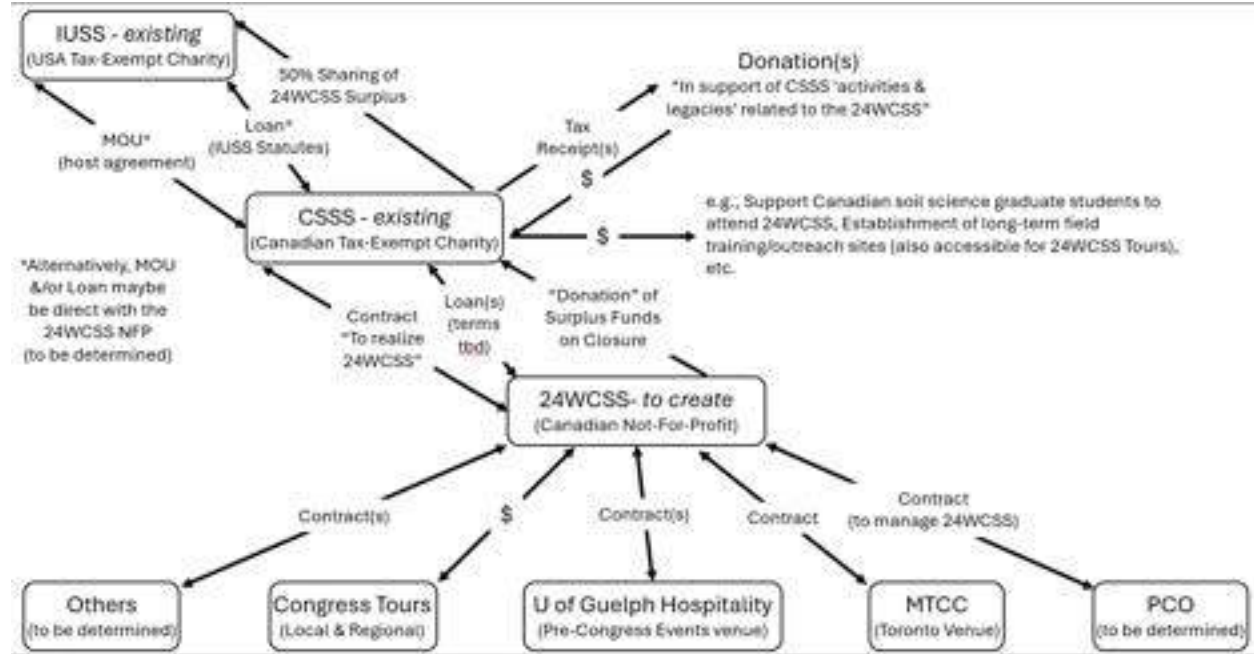 IUSS - existing
(USA Tax-Exempt Charity)
50% Sharing of
24WCSS Surplus
Donation(s)
"In support of CSSS 'activities &
legacies' related to the 24WCSS"
Loan*
(IUSS Statutes)
MOU*
(host agreement)
Tax
Receipt(s)
$
CSSS - existing
(Canadian Tax-Exempt Charity)
$
e.g., Support Canadian soil science graduate students to
attend 24WCSS, Establishment of long-term field
training/outreach sites (also accessible for 24WCSS Tours),
etc.
*Alternatively, MOU
&/or Loan maybe
be direct with the
24WCSS NFP
(to be determined)
Contract
"To realize
24WCSS"
Loan(s)
(terms
tbd)
"Donation" of
Surplus Funds
on Closure
24WCSS- to create
(Canadian Not-For-Profit)
Contract(s)
$
Contract(s)
Contract
Contract
(to manage 24WCSS)
Others
(to be determined)
Congress Tours
(Local & Regional)
U of Guelph Hospitality
(Pre-Congress Events venue)
MTCC
(Toronto Venue)
PCO
(to be determined)